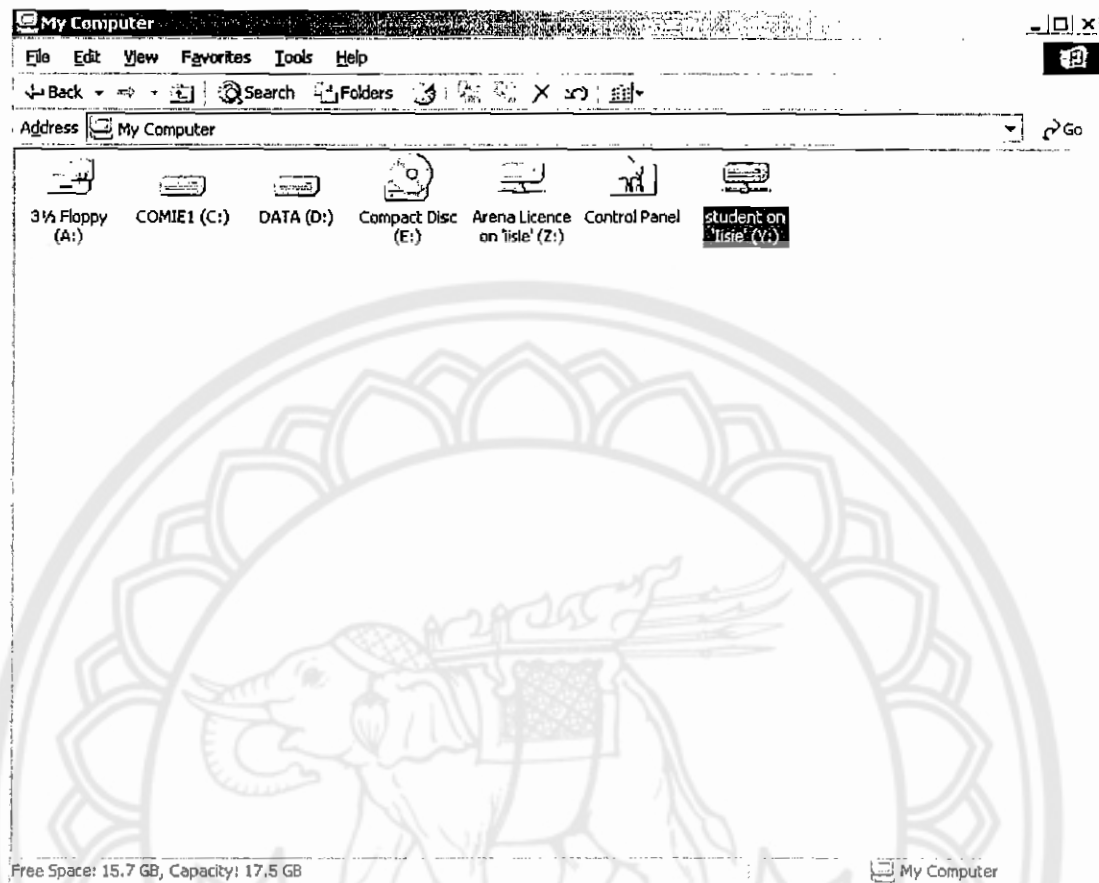 My Computer
File Edit View Favorites Tools Help
Back Search Folders
Address My Computer Go
3½ Floppy (A:)
COMIE1 (C:)
DATA (D:)
Compact Disc (E:)
Arena Licence on 'iisle' (Z:)
Control Panel
student on 'iisle' (Y:)
Free Space: 15.7 GB, Capacity: 17.5 GB My Computer